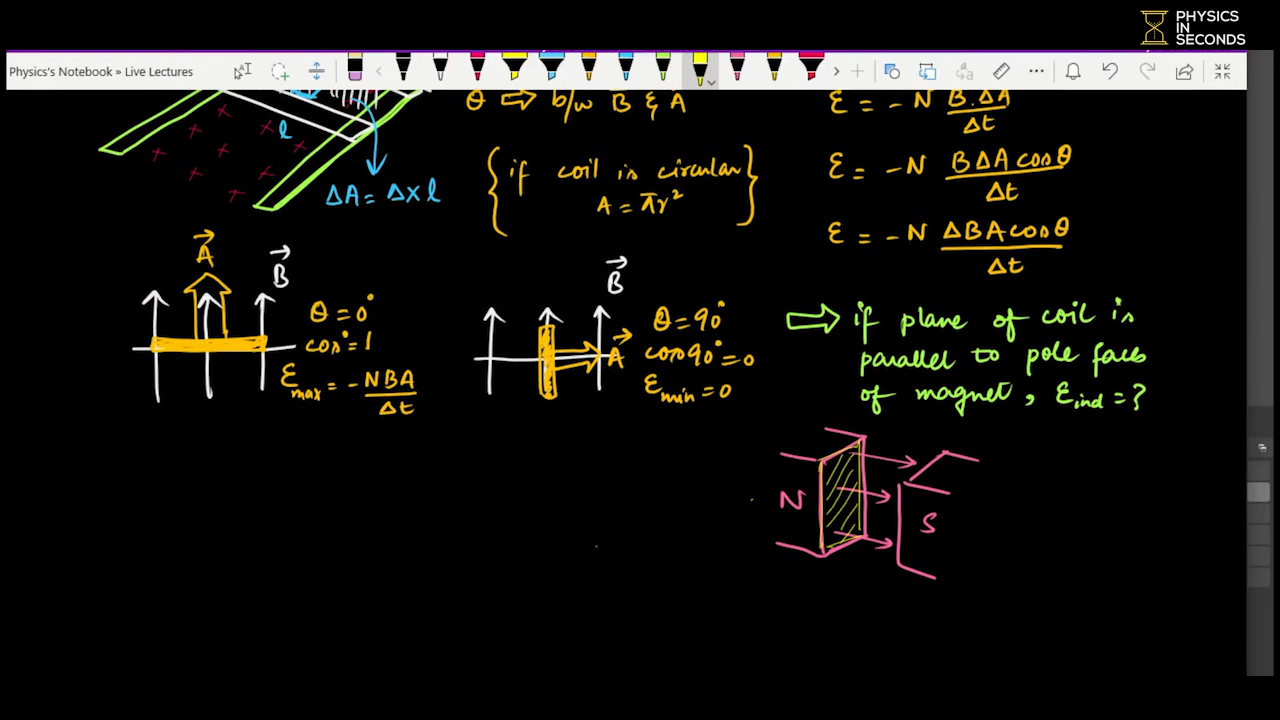 PHYSICS
IN
SECONDS
Physics's Notebook » Live Lectures
θ ⇨ b/w B & A
ε = - N B.ΔA / Δt
l
ΔA = Δx l
{ if coil is circular
A = πr² }
ε = - N BΔA cosθ / Δt
ε = - N ΔBA cosθ / Δt
A
B
θ = 0°
cos° = 1
ε max = - NBA / Δt
B
A
θ = 90°
cos90° = 0
ε min = 0
⇨ if plane of coil is
parallel to pole faces
of magnet, ε ind = ?
N
S